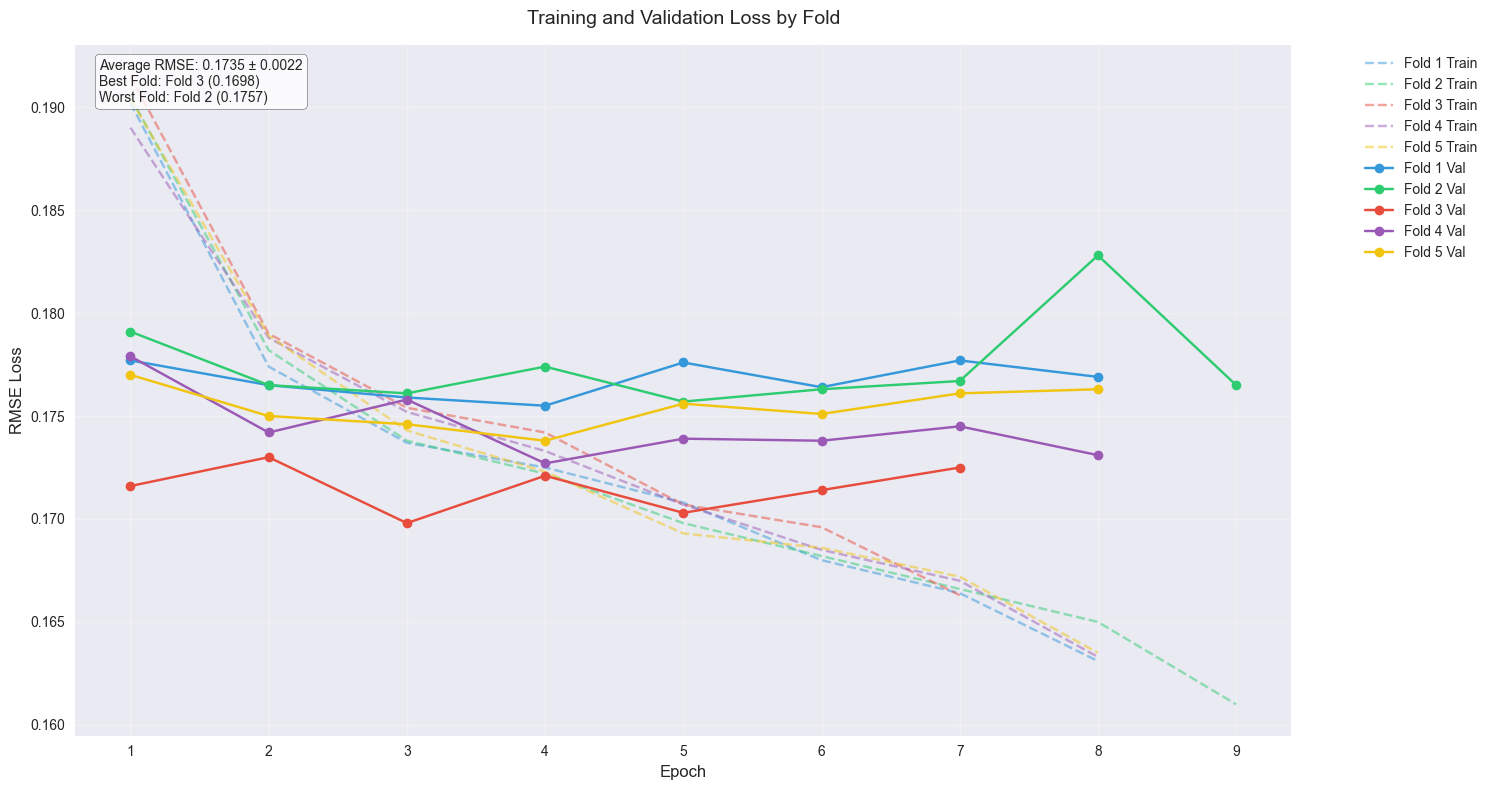 Training and Validation Loss by Fold
Average RMSE: 0.1735 ± 0.0022
Best Fold: Fold 3 (0.1698)
Worst Fold: Fold 2 (0.1757)
RMSE Loss
0.190
0.185
0.180
0.175
0.170
0.165
0.160
1 2 3 4 5 6 7 8 9
Epoch
Fold 1 Train
Fold 2 Train
Fold 3 Train
Fold 4 Train
Fold 5 Train
Fold 1 Val
Fold 2 Val
Fold 3 Val
Fold 4 Val
Fold 5 Val